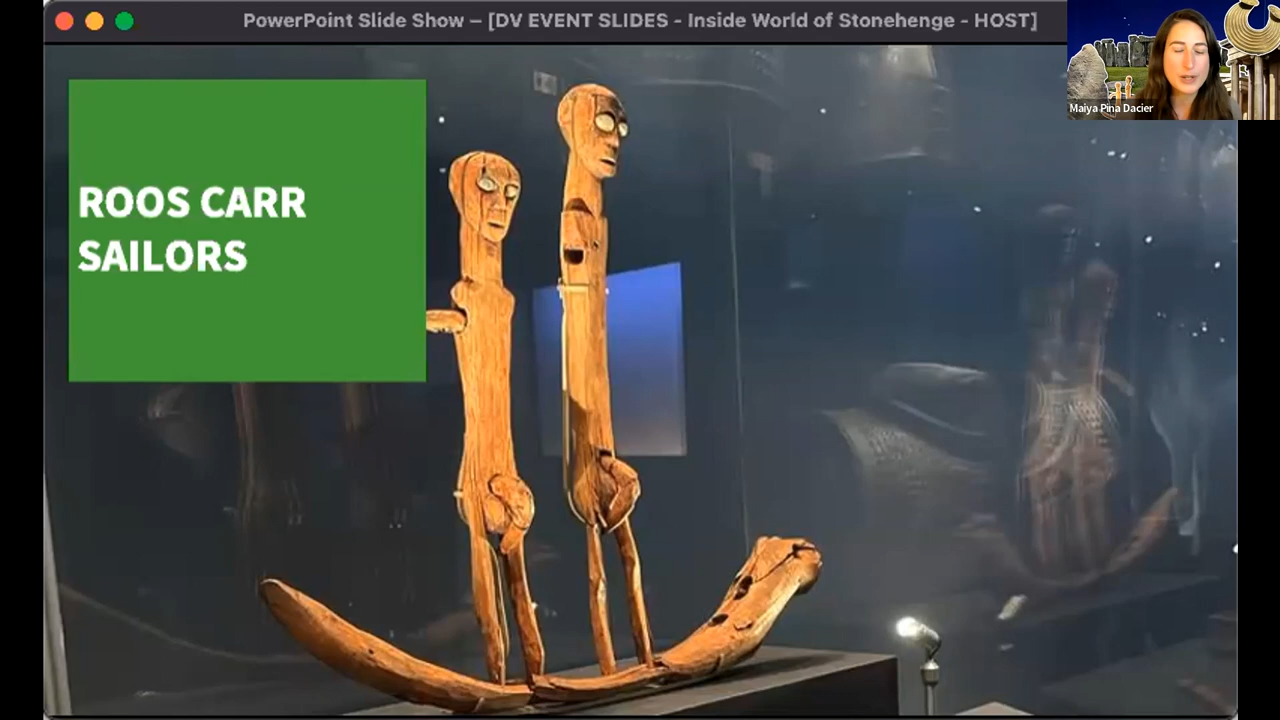 PowerPoint Slide Show – [DV EVENT SLIDES - Inside World of Stonehenge - HOST]
Maiya Pina Dacier
ROOS CARR
SAILORS